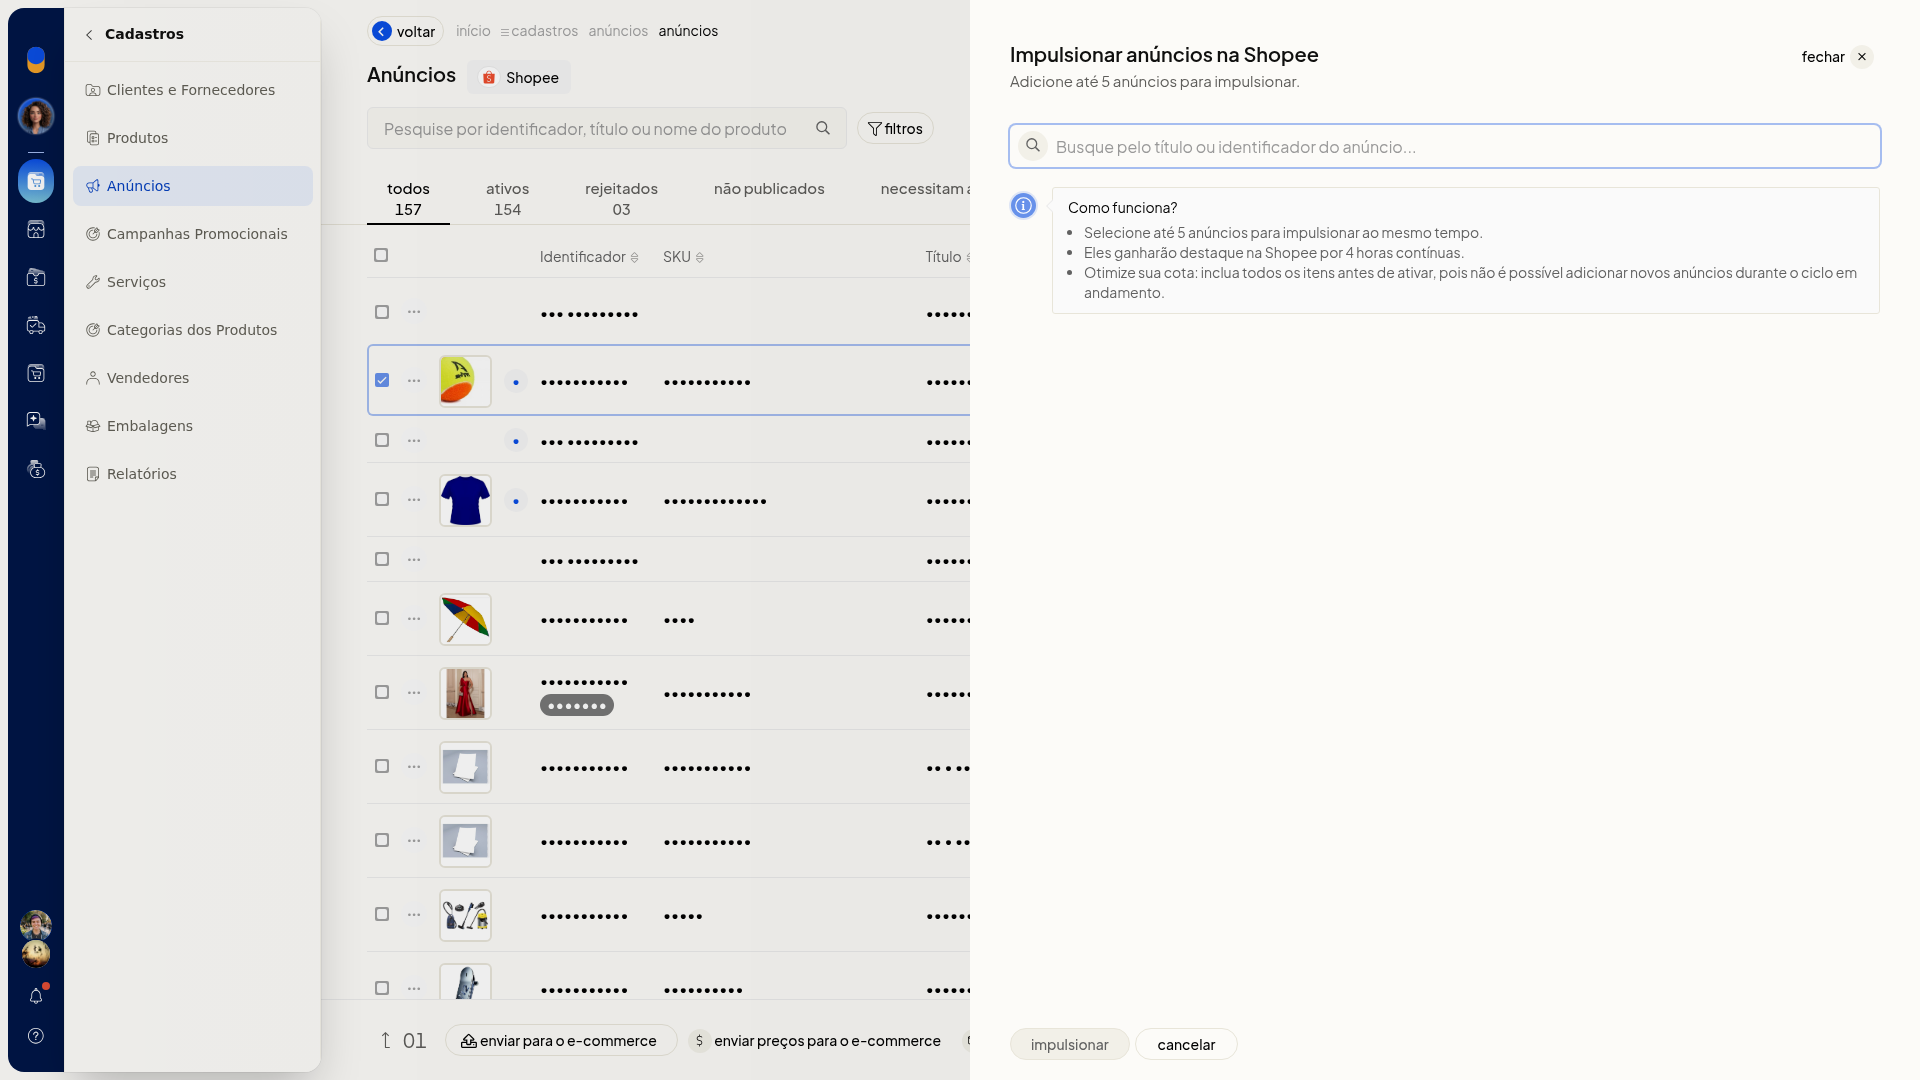 Cadastros
Clientes e Fornecedores
Produtos
Anúncios
Campanhas Promocionais
Serviços
Categorias dos Produtos
Vendedores
Embalagens
Relatórios
voltar
início
cadastros
anúncios
anúncios
Anúncios
Shopee
Pesquise por identificador, título ou nome do produto
filtros
todos
157
ativos
154
rejeitados
03
não publicados
necessitam
Identificador
SKU
Título
01
enviar para o e-commerce
enviar preços para o e-commerce
Impulsionar anúncios na Shopee
fechar
Adicione até 5 anúncios para impulsionar.
Busque pelo título ou identificador do anúncio...
Como funciona?
Selecione até 5 anúncios para impulsionar ao mesmo tempo.
Eles ganharão destaque na Shopee por 4 horas contínuas.
Otimize sua cota: inclua todos os itens antes de ativar, pois não é possível adicionar novos anúncios durante o ciclo em
andamento.
impulsionar
cancelar